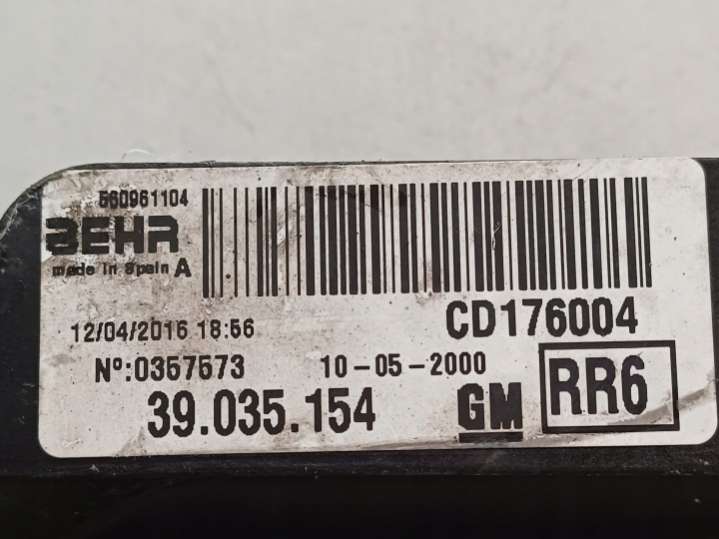 560961104
BEHR
made in Spain A
CD176004
12/04/2016 18:56
Nº:0357573 10-05-2000
39.035.154 GM RR6